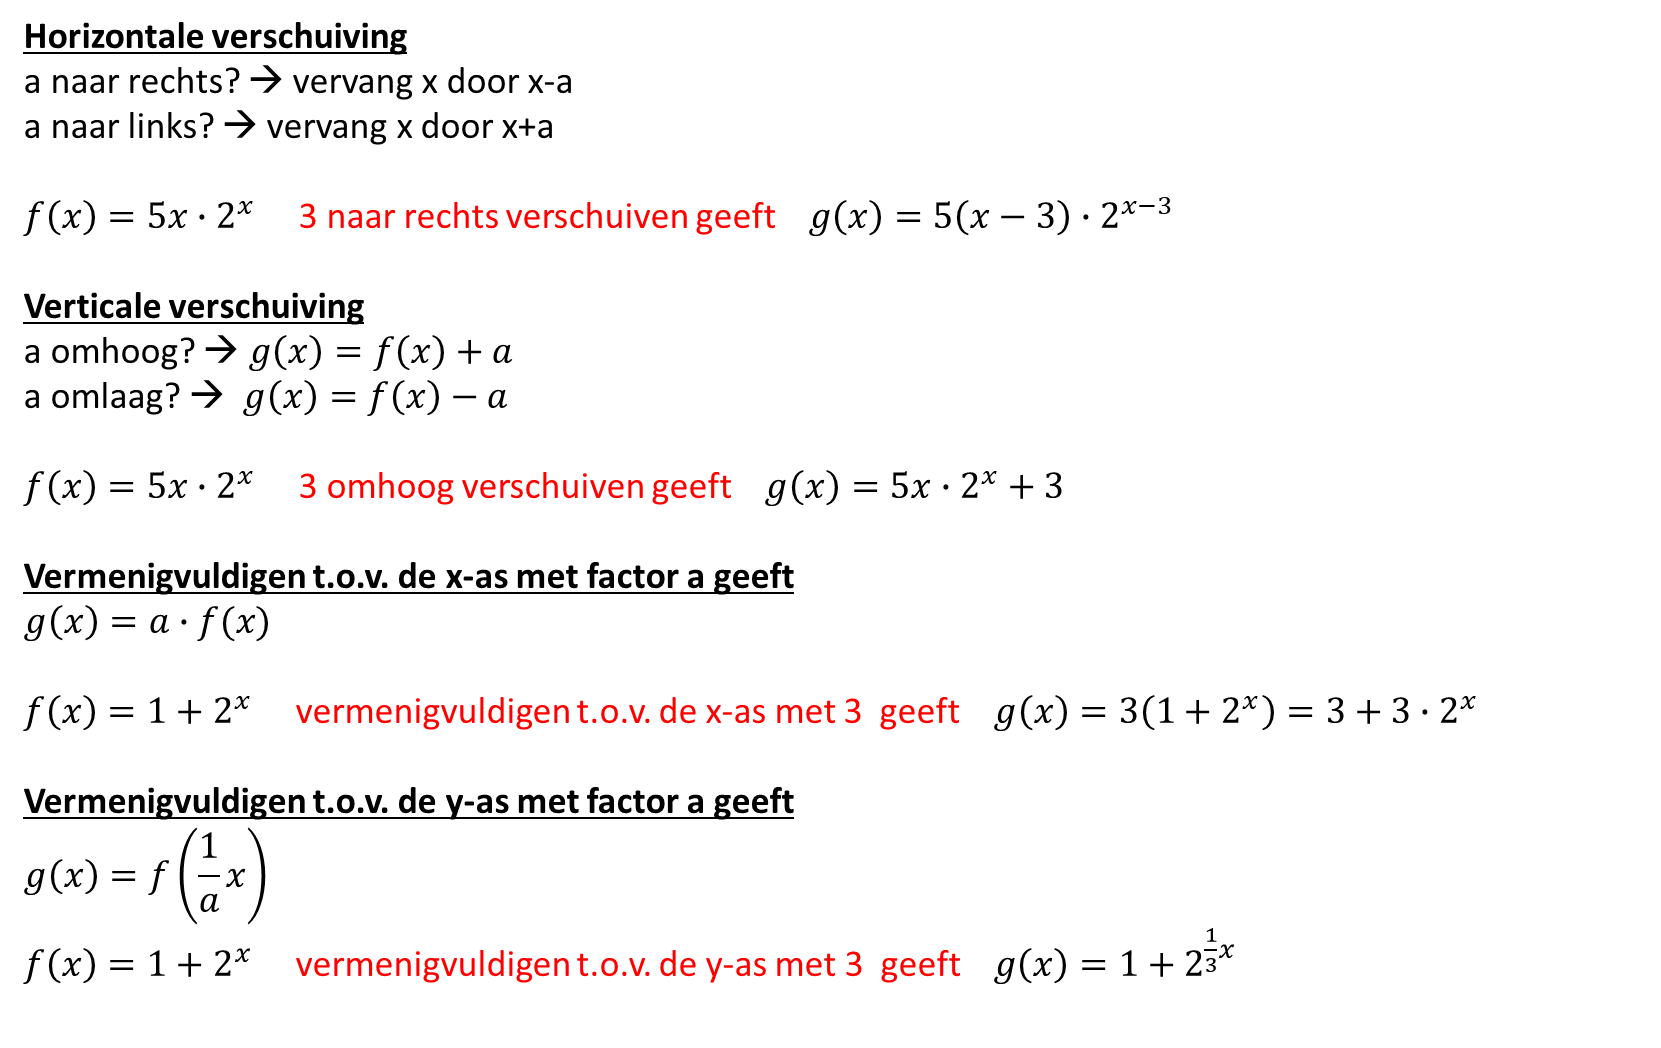 Horizontale verschuiving
a naar rechts? → vervang x door x-a
a naar links? → vervang x door x+a
f(x) = 5x · 2^x 3 naar rechts verschuiven geeft g(x) = 5(x − 3) · 2^{x−3}
Verticale verschuiving
a omhoog? → g(x) = f(x) + a
a omlaag? → g(x) = f(x) − a
f(x) = 5x · 2^x 3 omhoog verschuiven geeft g(x) = 5x · 2^x + 3
Vermenigvuldigen t.o.v. de x-as met factor a geeft
g(x) = a · f(x)
f(x) = 1 + 2^x vermenigvuldigen t.o.v. de x-as met 3 geeft g(x) = 3(1 + 2^x) = 3 + 3 · 2^x
Vermenigvuldigen t.o.v. de y-as met factor a geeft
g(x) = f(\frac{1}{a}x)
f(x) = 1 + 2^x vermenigvuldigen t.o.v. de y-as met 3 geeft g(x) = 1 + 2^{\frac{1}{3}x}